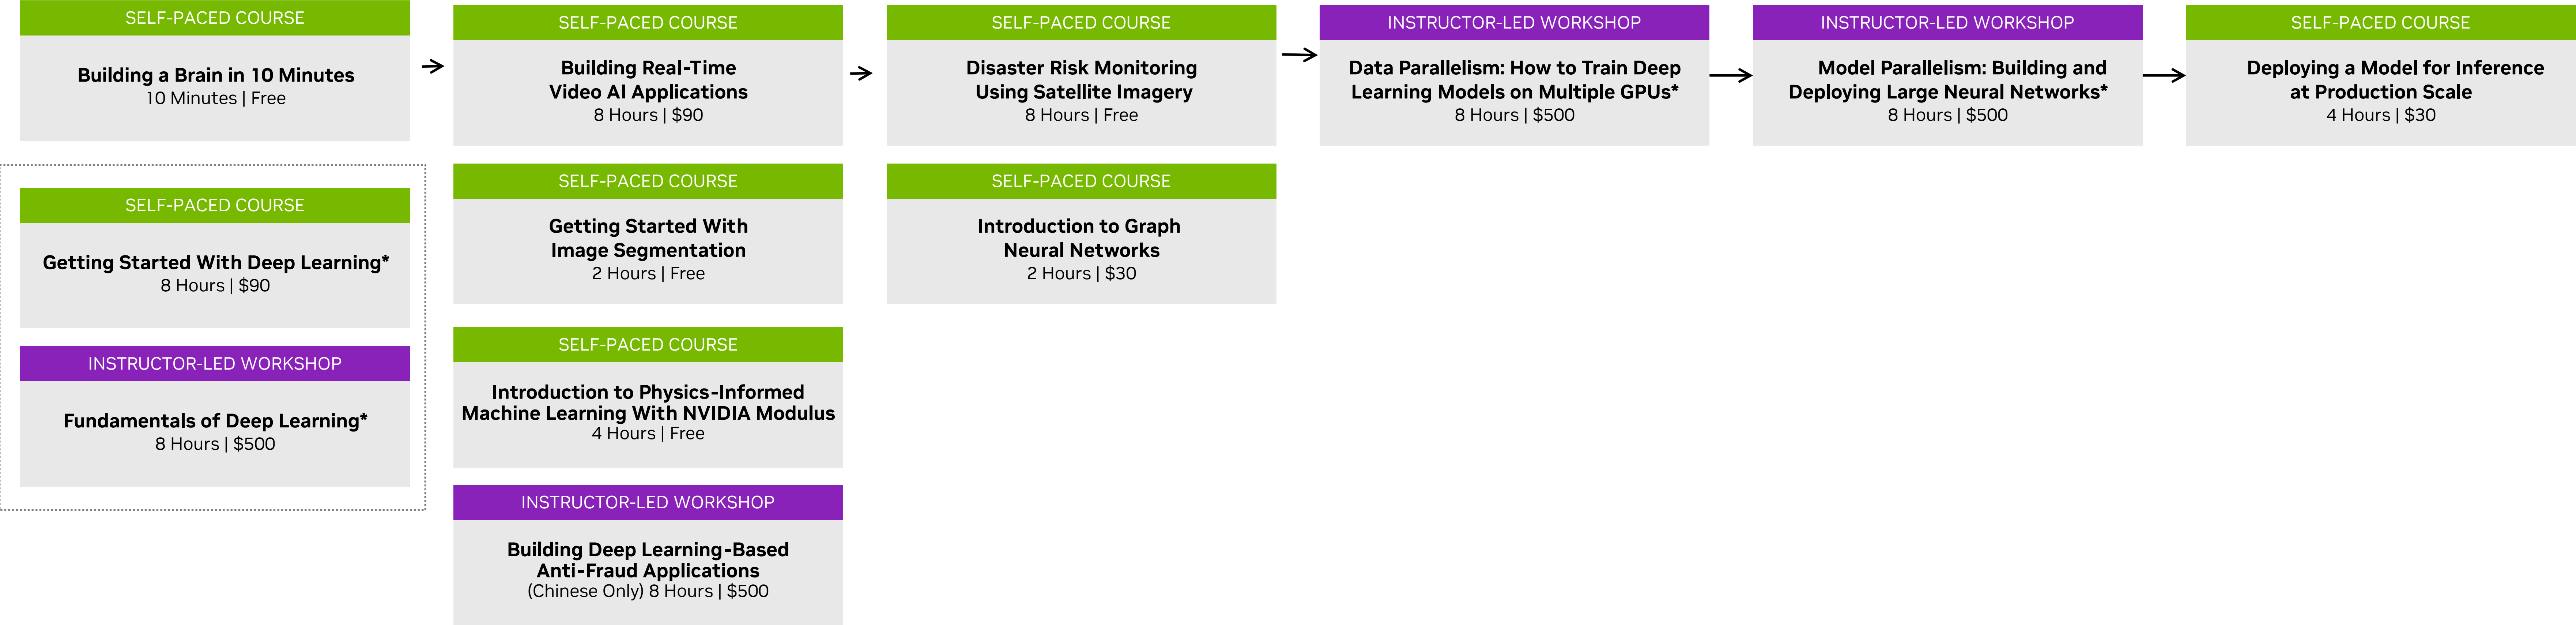 SELF-PACED COURSE
Building a Brain in 10 Minutes
10 Minutes | Free
SELF-PACED COURSE
Getting Started With Deep Learning*
8 Hours | $90
INSTRUCTOR-LED WORKSHOP
Fundamentals of Deep Learning*
8 Hours | $500
SELF-PACED COURSE
Building Real-Time
Video AI Applications
8 Hours | $90
SELF-PACED COURSE
Getting Started With
Image Segmentation
2 Hours | Free
SELF-PACED COURSE
Introduction to Physics-Informed
Machine Learning With NVIDIA Modulus
4 Hours | Free
INSTRUCTOR-LED WORKSHOP
Building Deep Learning-Based
Anti-Fraud Applications
(Chinese Only) 8 Hours | $500
SELF-PACED COURSE
Disaster Risk Monitoring
Using Satellite Imagery
8 Hours | Free
SELF-PACED COURSE
Introduction to Graph
Neural Networks
2 Hours | $30
INSTRUCTOR-LED WORKSHOP
Data Parallelism: How to Train Deep
Learning Models on Multiple GPUs*
8 Hours | $500
INSTRUCTOR-LED WORKSHOP
Model Parallelism: Building and
Deploying Large Neural Networks*
8 Hours | $500
SELF-PACED COURSE
Deploying a Model for Inference
at Production Scale
4 Hours | $30